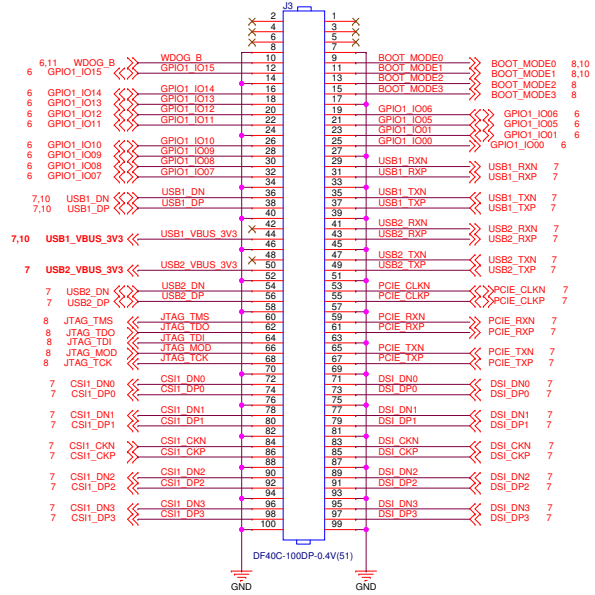 J3
2 1
4 3
6 5
8 7
6,11 WDOG_B WDOG_B 10 9 BOOT_MODE0 BOOT_MODE0 8,10
6 GPIO1_IO15 GPIO1_IO15 12 11 BOOT_MODE1 BOOT_MODE1 8,10
14 13 BOOT_MODE2 BOOT_MODE2 8
6 GPIO1_IO14 GPIO1_IO14 16 15 BOOT_MODE3 BOOT_MODE3 8
6 GPIO1_IO13 GPIO1_IO13 18 17
6 GPIO1_IO12 GPIO1_IO12 20 19 GPIO1_IO06 GPIO1_IO06 6
6 GPIO1_IO11 GPIO1_IO11 22 21 GPIO1_IO05 GPIO1_IO05 6
24 23 GPIO1_IO01 GPIO1_IO01 6
6 GPIO1_IO10 GPIO1_IO10 26 25 GPIO1_IO00 GPIO1_IO00 6
6 GPIO1_IO09 GPIO1_IO09 28 27
6 GPIO1_IO08 GPIO1_IO08 30 29 USB1_RXN USB1_RXN 7
6 GPIO1_IO07 GPIO1_IO07 32 31 USB1_RXP USB1_RXP 7
34 33
7,10 USB1_DN USB1_DN 36 35 USB1_TXN USB1_TXN 7
7,10 USB1_DP USB1_DP 38 37 USB1_TXP USB1_TXP 7
40 39
42 41 USB2_RXN USB2_RXN 7
7,10 USB1_VBUS_3V3 USB1_VBUS_3V3 44 43 USB2_RXP USB2_RXP 7
46 45
48 47 USB2_TXN USB2_TXN 7
7 USB2_VBUS_3V3 USB2_VBUS_3V3 50 49 USB2_TXP USB2_TXP 7
52 51
7 USB2_DN USB2_DN 54 53 PCIE_CLKN PCIE_CLKN 7
7 USB2_DP USB2_DP 56 55 PCIE_CLKP PCIE_CLKP 7
58 57
8 JTAG_TMS JTAG_TMS 60 59 PCIE_RXN PCIE_RXN 7
8 JTAG_TDO JTAG_TDO 62 61 PCIE_RXP PCIE_RXP 7
8 JTAG_TDI JTAG_TDI 64 63
8 JTAG_MOD JTAG_MOD 66 65 PCIE_TXN PCIE_TXN 7
8 JTAG_TCK JTAG_TCK 68 67 PCIE_TXP PCIE_TXP 7
70 69
7 CSI1_DN0 CSI1_DN0 72 71 DSI_DN0 DSI_DN0 7
7 CSI1_DP0 CSI1_DP0 74 73 DSI_DP0 DSI_DP0 7
76 75
7 CSI1_DN1 CSI1_DN1 78 77 DSI_DN1 DSI_DN1 7
7 CSI1_DP1 CSI1_DP1 80 79 DSI_DP1 DSI_DP1 7
82 81
7 CSI1_CKN CSI1_CKN 84 83 DSI_CKN DSI_CKN 7
7 CSI1_CKP CSI1_CKP 86 85 DSI_CKP DSI_CKP 7
88 87
7 CSI1_DN2 CSI1_DN2 90 89 DSI_DN2 DSI_DN2 7
7 CSI1_DP2 CSI1_DP2 92 91 DSI_DP2 DSI_DP2 7
94 93
7 CSI1_DN3 CSI1_DN3 96 95 DSI_DN3 DSI_DN3 7
7 CSI1_DP3 CSI1_DP3 98 97 DSI_DP3 DSI_DP3 7
100 99
DF40C-100DP-0.4V(51)
GND GND